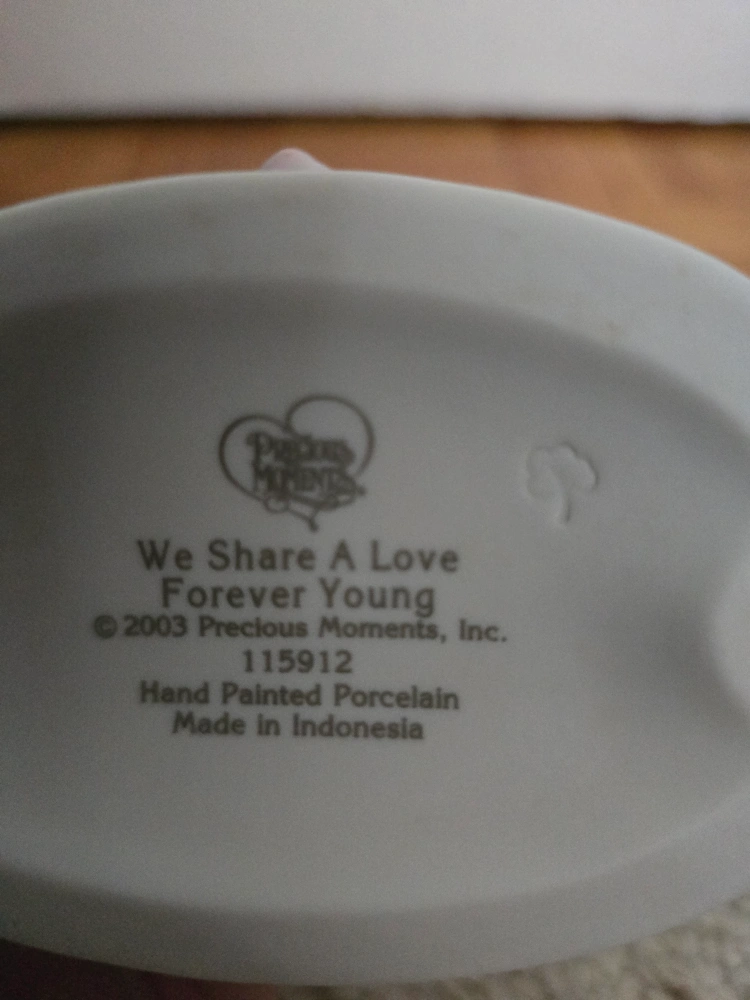 Precious
Moments
We Share A Love
Forever Young
© 2003 Precious Moments, Inc.
115912
Hand Painted Porcelain
Made in Indonesia